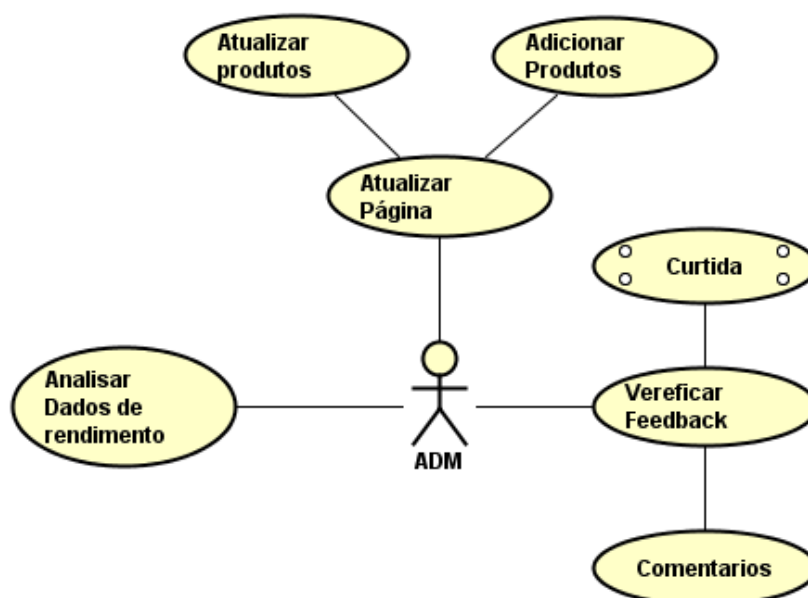 Atualizar
produtos
Adicionar
Produtos
Atualizar
Página
Curtida
Analisar
Dados de
rendimento
Vereficar
Feedback
ADM
Comentarios